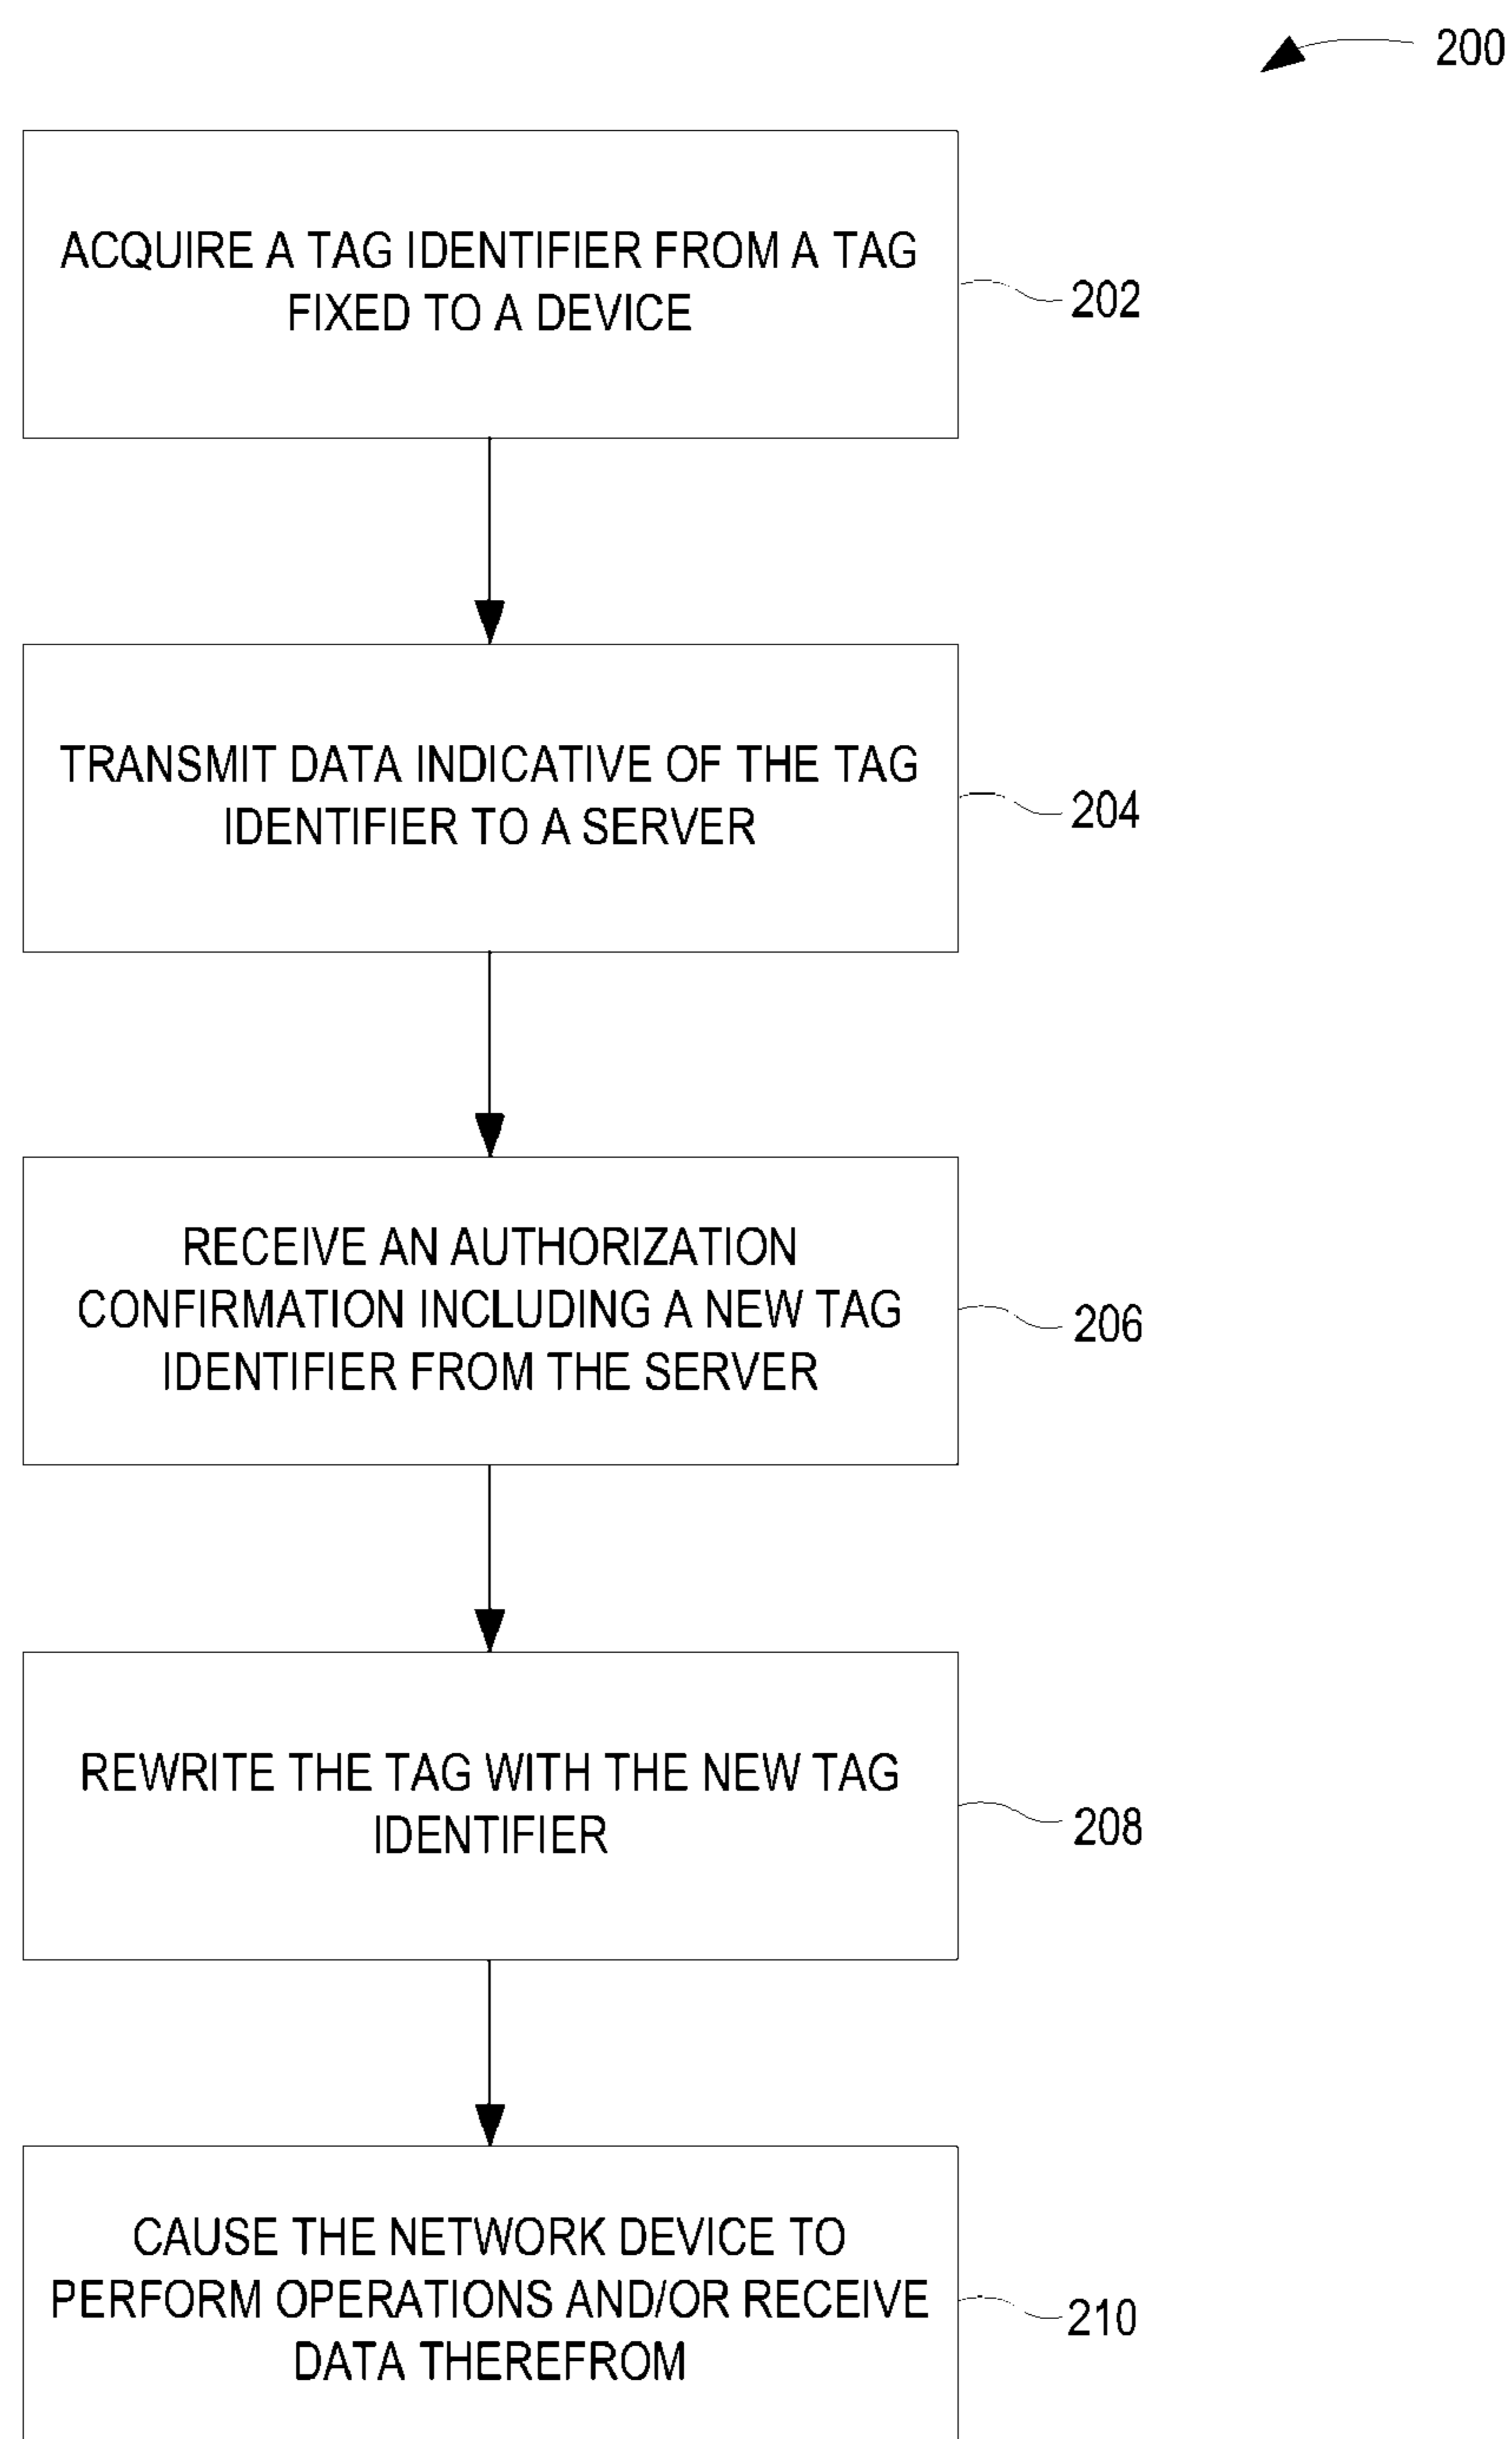 200
ACQUIRE A TAG IDENTIFIER FROM A TAG
FIXED TO A DEVICE
202
TRANSMIT DATA INDICATIVE OF THE TAG
IDENTIFIER TO A SERVER
204
RECEIVE AN AUTHORIZATION
CONFIRMATION INCLUDING A NEW TAG
IDENTIFIER FROM THE SERVER
206
REWRITE THE TAG WITH THE NEW TAG
IDENTIFIER
208
CAUSE THE NETWORK DEVICE TO
PERFORM OPERATIONS AND/OR RECEIVE
DATA THEREFROM
210